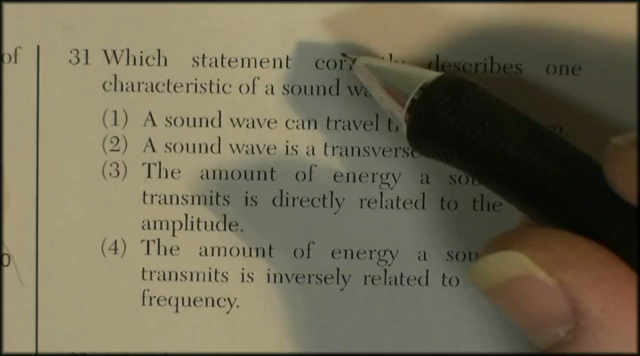 of
31 Which statement describes one
characteristic of a sound
(1) A sound wave can travel
(2) A sound wave is a transverse
(3) The amount of energy a
transmits is directly related to the
amplitude.
(4) The amount of energy a
transmits is inversely related to
frequency.